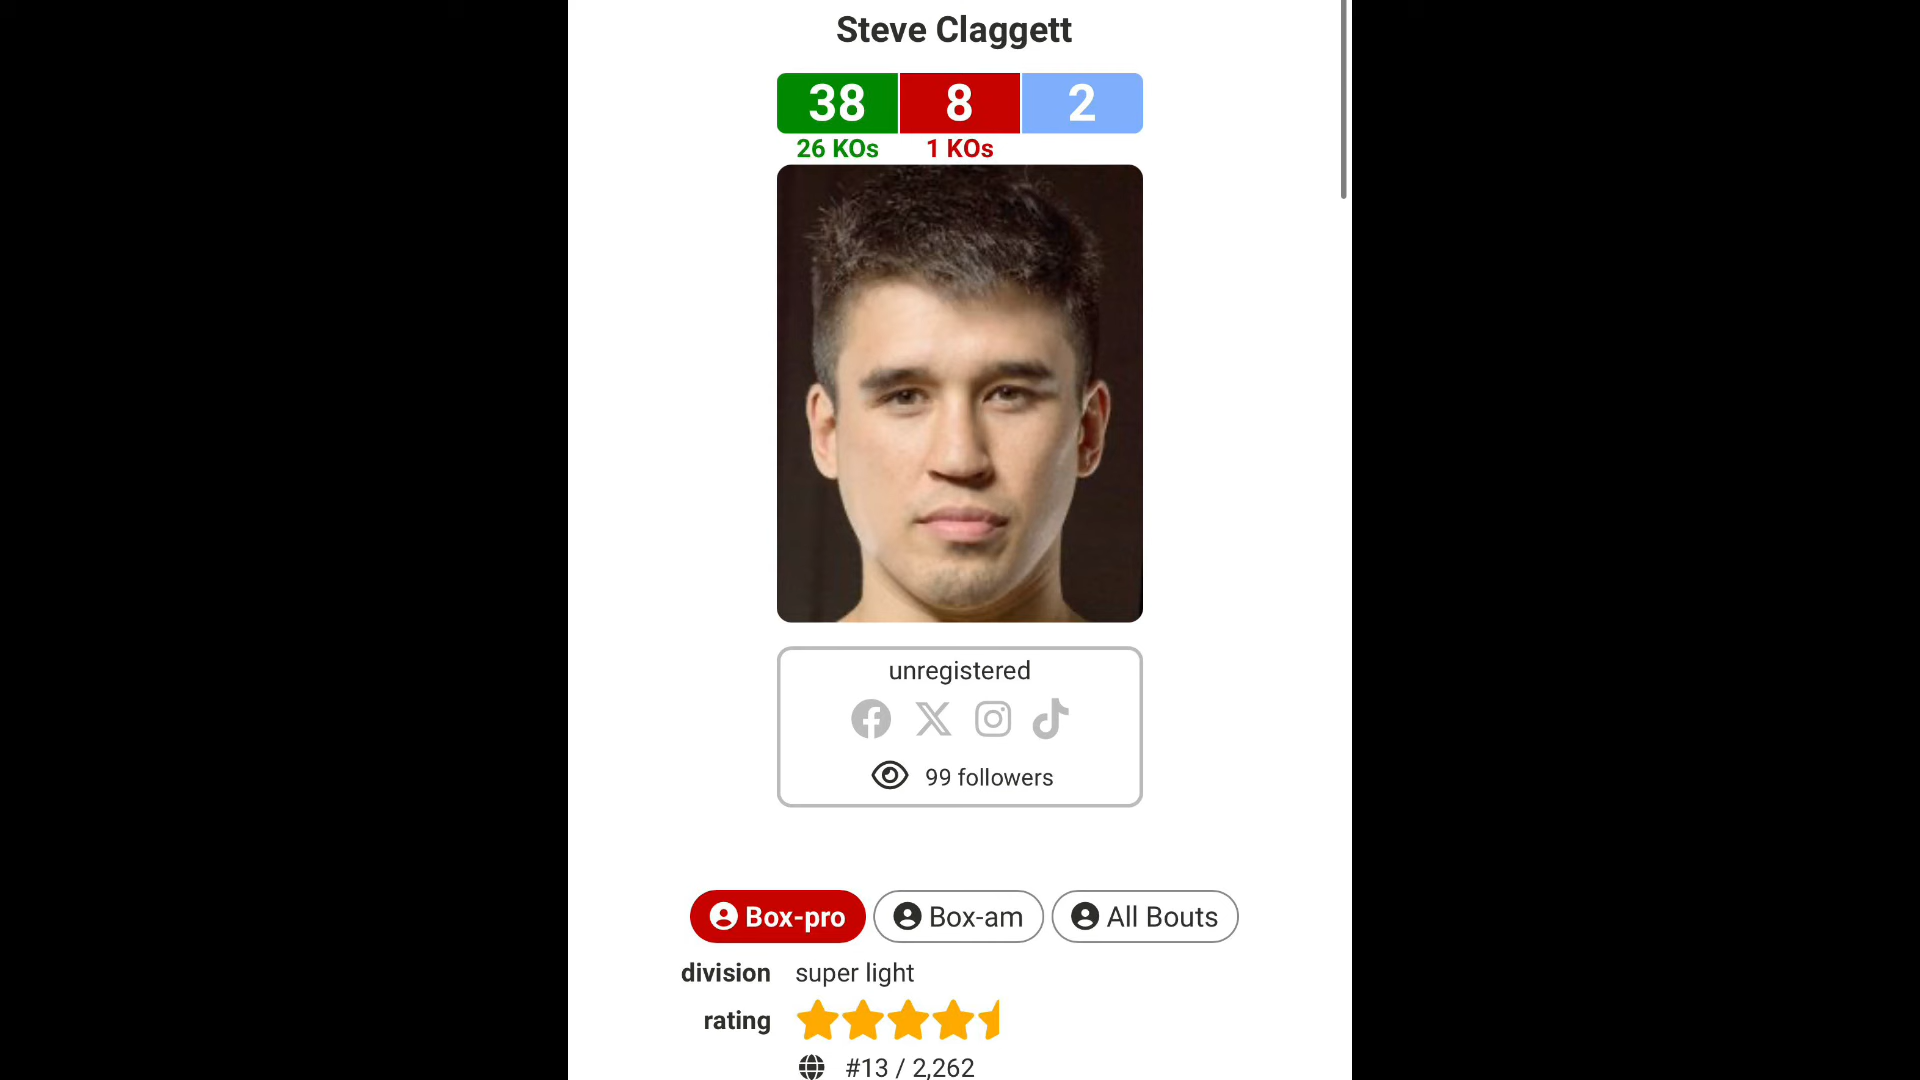 Steve Claggett
38 8 2
26 KOs 1 KOs
unregistered
99 followers
Box-pro Box-am All Bouts
division super light
rating
#13 / 2,262